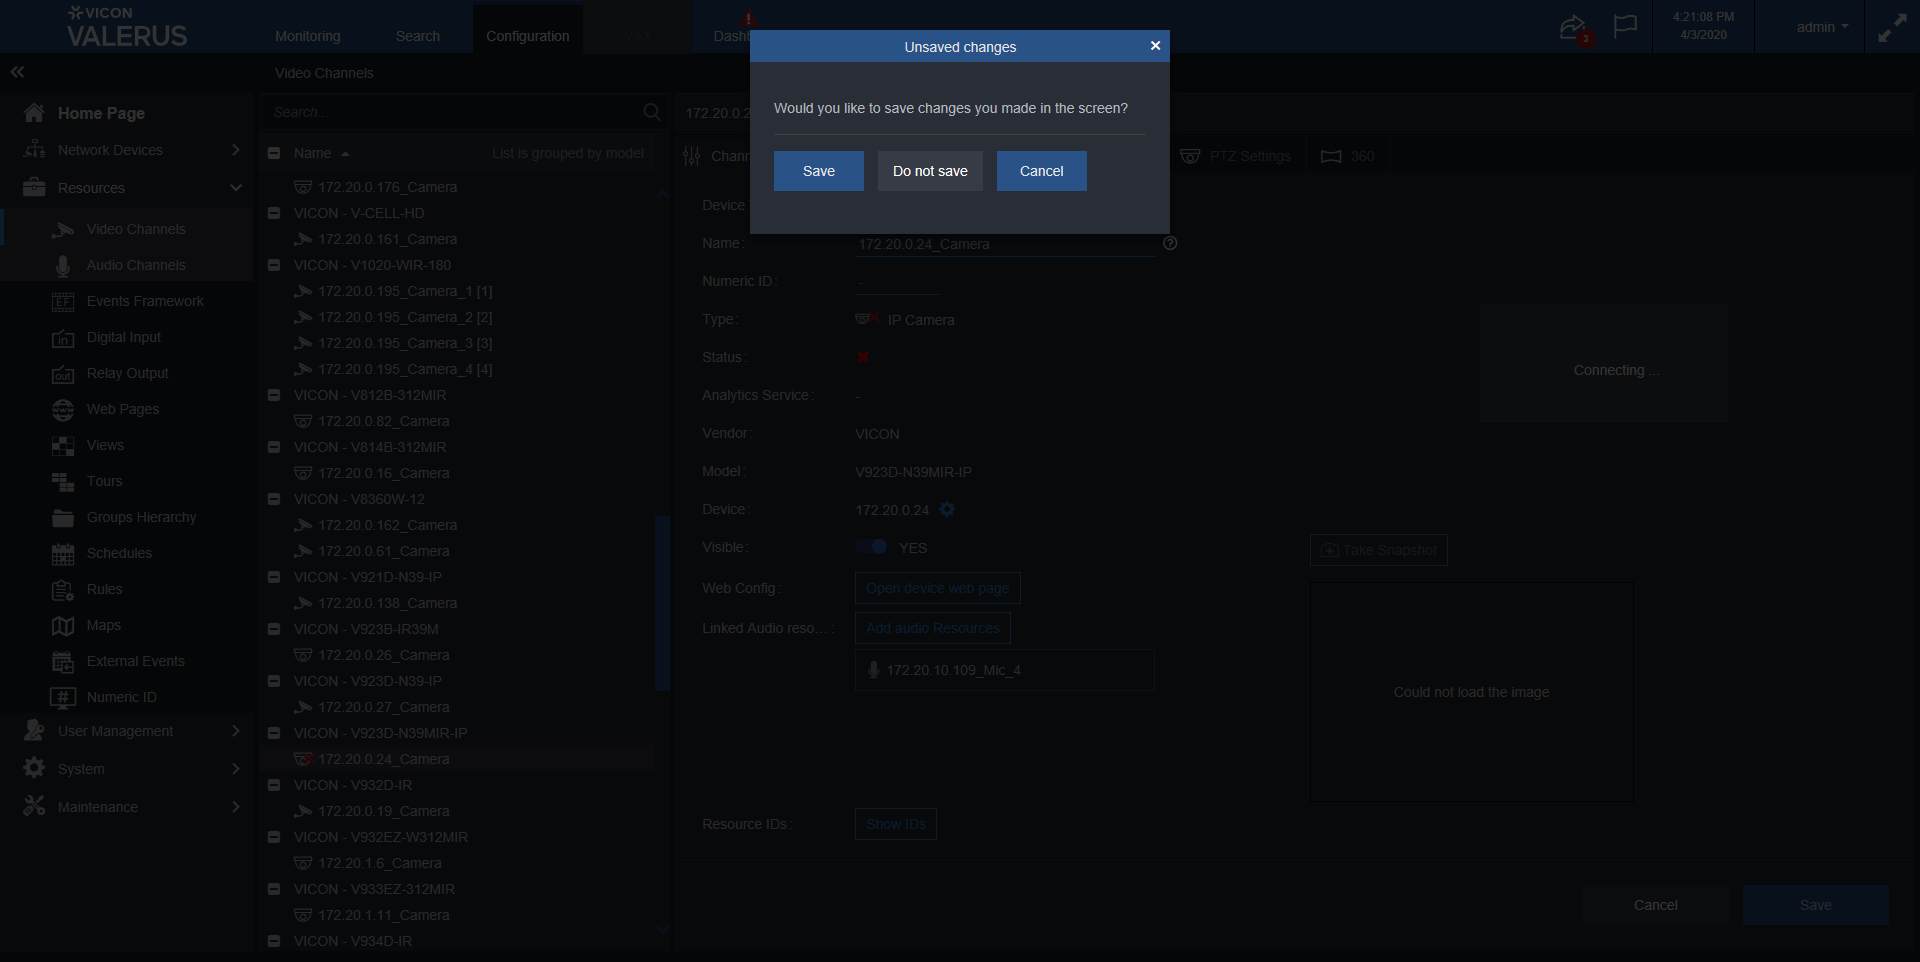 VICON
VALERUS
Monitoring
Search
Configuration
VAX
Dashb
!
3
4:21:08 PM
4/3/2020
admin
Unsaved changes
Would you like to save changes you made in the screen?
Save
Do not save
Cancel
Video Channels
Home Page
Network Devices
Resources
Video Channels
Audio Channels
EF
Events Framework
in
Digital Input
out
Relay Output
www
Web Pages
Views
Tours
Groups Hierarchy
Schedules
Rules
Maps
External Events
#
Numeric ID
User Management
System
Maintenance
Search...
Name
List is grouped by model
172.20.0.176_Camera
VICON - V-CELL-HD
172.20.0.161_Camera
VICON - V1020-WIR-180
172.20.0.195_Camera_1 [1]
172.20.0.195_Camera_2 [2]
172.20.0.195_Camera_3 [3]
172.20.0.195_Camera_4 [4]
VICON - V812B-312MIR
172.20.0.82_Camera
VICON - V814B-312MIR
172.20.0.16_Camera
VICON - V8360W-12
172.20.0.162_Camera
172.20.0.61_Camera
VICON - V921D-N39-IP
172.20.0.138_Camera
VICON - V923B-IR39M
172.20.0.26_Camera
VICON - V923D-N39-IP
172.20.0.27_Camera
VICON - V923D-N39MIR-IP
172.20.0.24_Camera
VICON - V932D-IR
172.20.0.19_Camera
VICON - V932EZ-W312MIR
172.20.1.6_Camera
VICON - V933EZ-312MIR
172.20.1.11_Camera
VICON - V934D-IR
172.20.0.2
Chann
PTZ Settings
360
Device
Name:
172.20.0.24_Camera
?
Numeric ID:
-
Type:
IP Camera
Status:
Analytics Service:
-
Vendor:
VICON
Model:
V923D-N39MIR-IP
Device:
172.20.0.24
Visible:
YES
Web Config:
Open device web page
Linked Audio reso... :
Add audio Resources
172.20.10.109_Mic_4
Resource IDs:
Show IDs
Connecting ...
Take Snapshot
Could not load the image
Cancel
Save